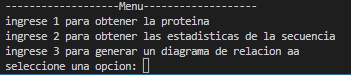 -------------------Menu-------------------
ingrese 1 para obtener la proteina
ingrese 2 para obtener las estadisticas de la secuencia
ingrese 3 para generar un diagrama de relacion aa
seleccione una opcion: